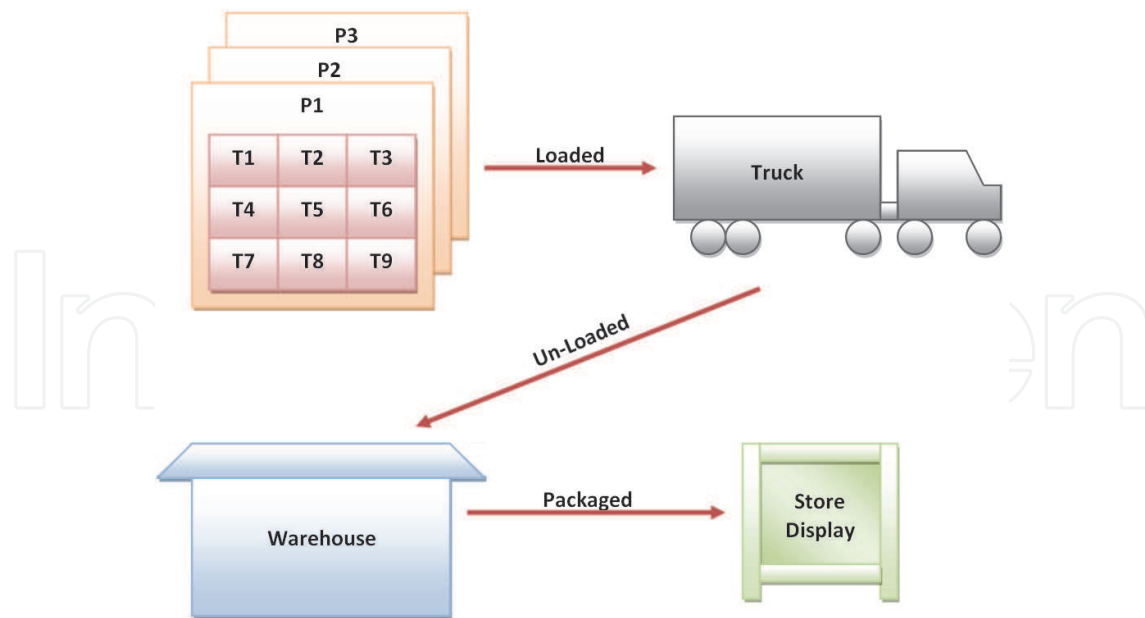 P3
P2
P1
T1 T2 T3
T4 T5 T6
T7 T8 T9
Loaded
Truck
Un-Loaded
Warehouse
Packaged
Store
Display